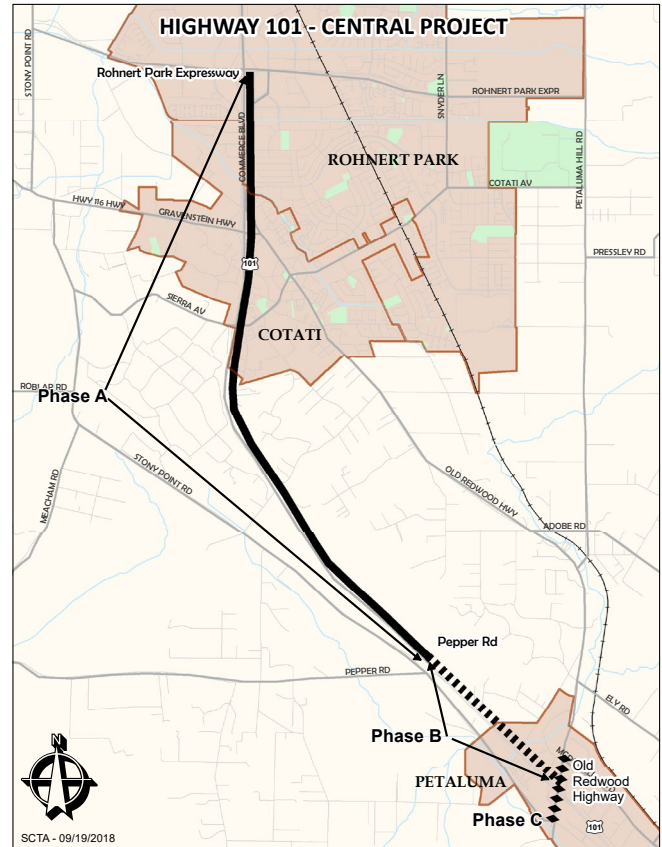 HIGHWAY 101 - CENTRAL PROJECT
STONY POINT RD
Rohnert Park Expressway
SNYDER LN
ROHNERT PARK EXPR
COMMERCE BLVD
PETALUMA HILL RD
ROHNERT PARK
COTATI AV
HWY 116 HWY
GRAVENSTEIN HWY
PRESSLEY RD
101
SIERRA AV
COTATI
ROBLAR RD
Phase A
STONY POINT RD
MEACHAM RD
OLD REDWOOD HWY
ADOBE RD
Pepper Rd
PEPPER RD
ELY RD
Phase B
Old
Redwood
Highway
PETALUMA
Phase C
101
N
SCTA - 09/19/2018